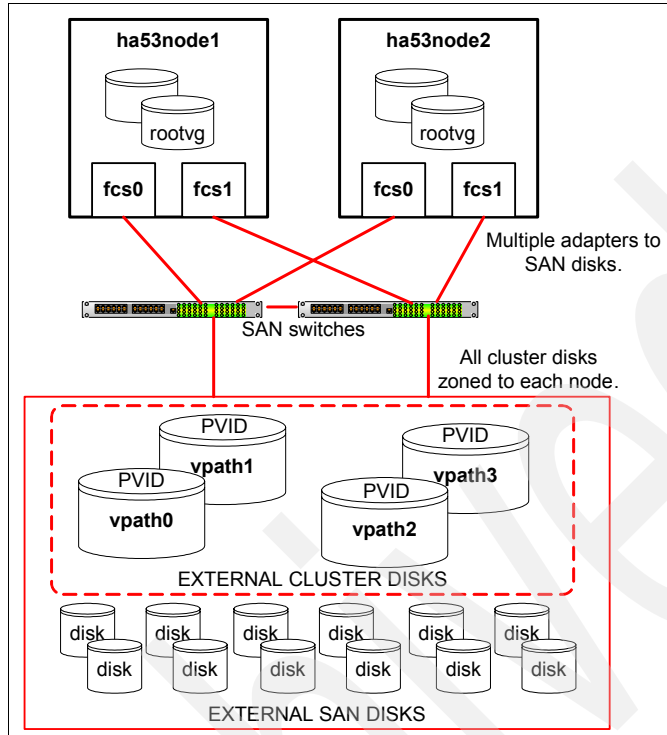 ha53node1
ha53node2
rootvg
rootvg
fcs0
fcs1
fcs0
fcs1
Multiple adapters to
SAN disks.
SAN switches
All cluster disks
zoned to each node.
PVID
vpath1
PVID
vpath3
PVID
vpath0
PVID
vpath2
EXTERNAL CLUSTER DISKS
disk
disk
disk
disk
disk
disk
disk
disk
disk
disk
disk
disk
EXTERNAL SAN DISKS